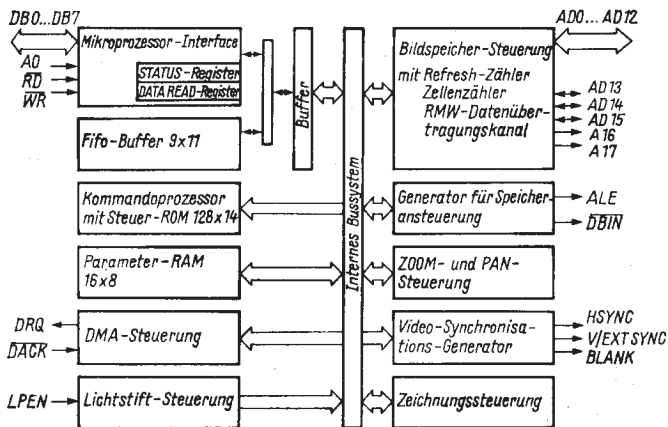 DB0...DB7
A0
RD
WR
Mikroprozessor-Interface
STATUS-Register
DATA READ-Register
Fifo-Buffer 9x11
Kommandoprozessor
mit Steuer-ROM 128x14
Parameter-RAM
16x8
DRQ
DACK
DMA-Steuerung
LPEN
Lichtstift-Steuerung
Buffer
Internes Bussystem
AD0...AD12
Bildspeicher-Steuerung
mit Refresh-Zähler
Zellenzähler
RMW-Datenüber-
tragungskanal
AD13
AD14
AD15
A16
A17
Generator für Speicher-
ansteuerung
ALE
DBIN
ZOOM- und PAN-
Steuerung
Video-Synchronisa-
tions-Generator
HSYNC
V/EXT SYNC
BLANK
Zeichnungssteuerung